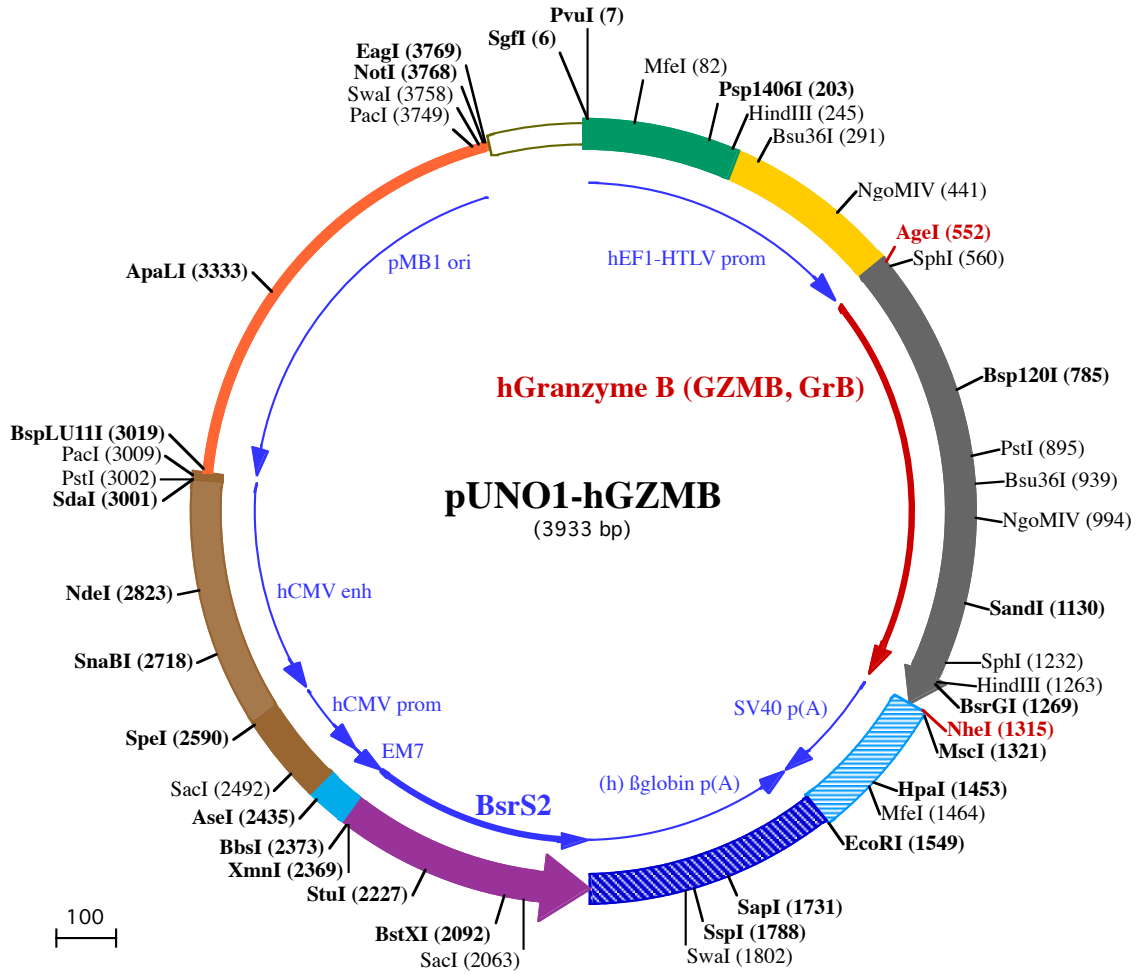 PvuI (7)
SgfI (6)
EagI (3769)
NotI (3768)
SwaI (3758)
PacI (3749)
MfeI (82)
Psp1406I (203)
HindIII (245)
Bsu36I (291)
NgoMIV (441)
AgeI (552)
SphI (560)
pMB1 ori
hEF1-HTLV prom
ApaLI (3333)
Bsp120I (785)
hGranzyme B (GZMB, GrB)
BspLU11I (3019)
PacI (3009)
PstI (3002)
SdaI (3001)
PstI (895)
Bsu36I (939)
NgoMIV (994)
pUNO1-hGZMB
(3933 bp)
NdeI (2823)
hCMV enh
SandI (1130)
SnaBI (2718)
SphI (1232)
HindIII (1263)
BsrGI (1269)
NheI (1315)
MscI (1321)
hCMV prom
SV40 p(A)
SpeI (2590)
EM7
SacI (2492)
(h) ßglobin p(A)
HpaI (1453)
MfeI (1464)
AseI (2435)
BsrS2
BbsI (2373)
XmnI (2369)
EcoRI (1549)
StuI (2227)
SapI (1731)
BstXI (2092)
SspI (1788)
SacI (2063)
SwaI (1802)
100